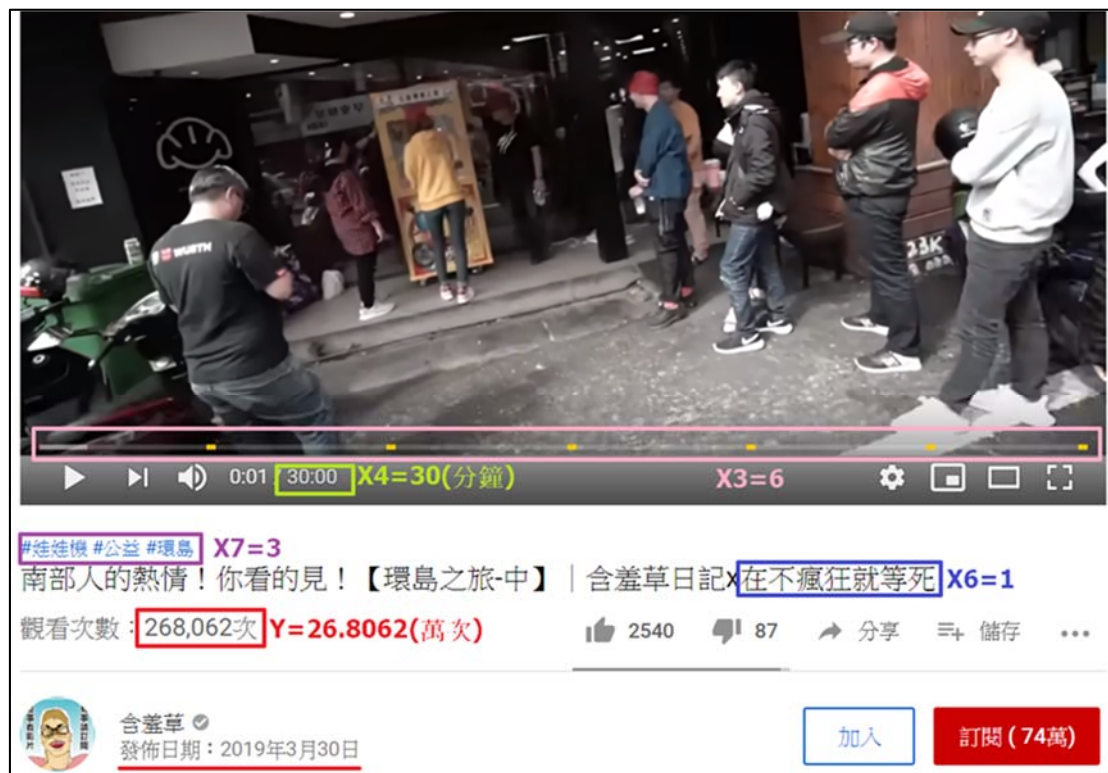 WURTH
0:01 / 30:00 X4=30(分鐘) X3=6
#娃娃機 #公益 #環島 X7=3
南部人的熱情！你看的見！【環島之旅-中】｜含羞草日記x在不瘋狂就等死 X6=1
觀看次數：268,062次 Y=26.8062(萬次) 2540 87 分享 儲存
含羞草
發佈日期：2019年3月30日
加入 訂閱 (74萬)